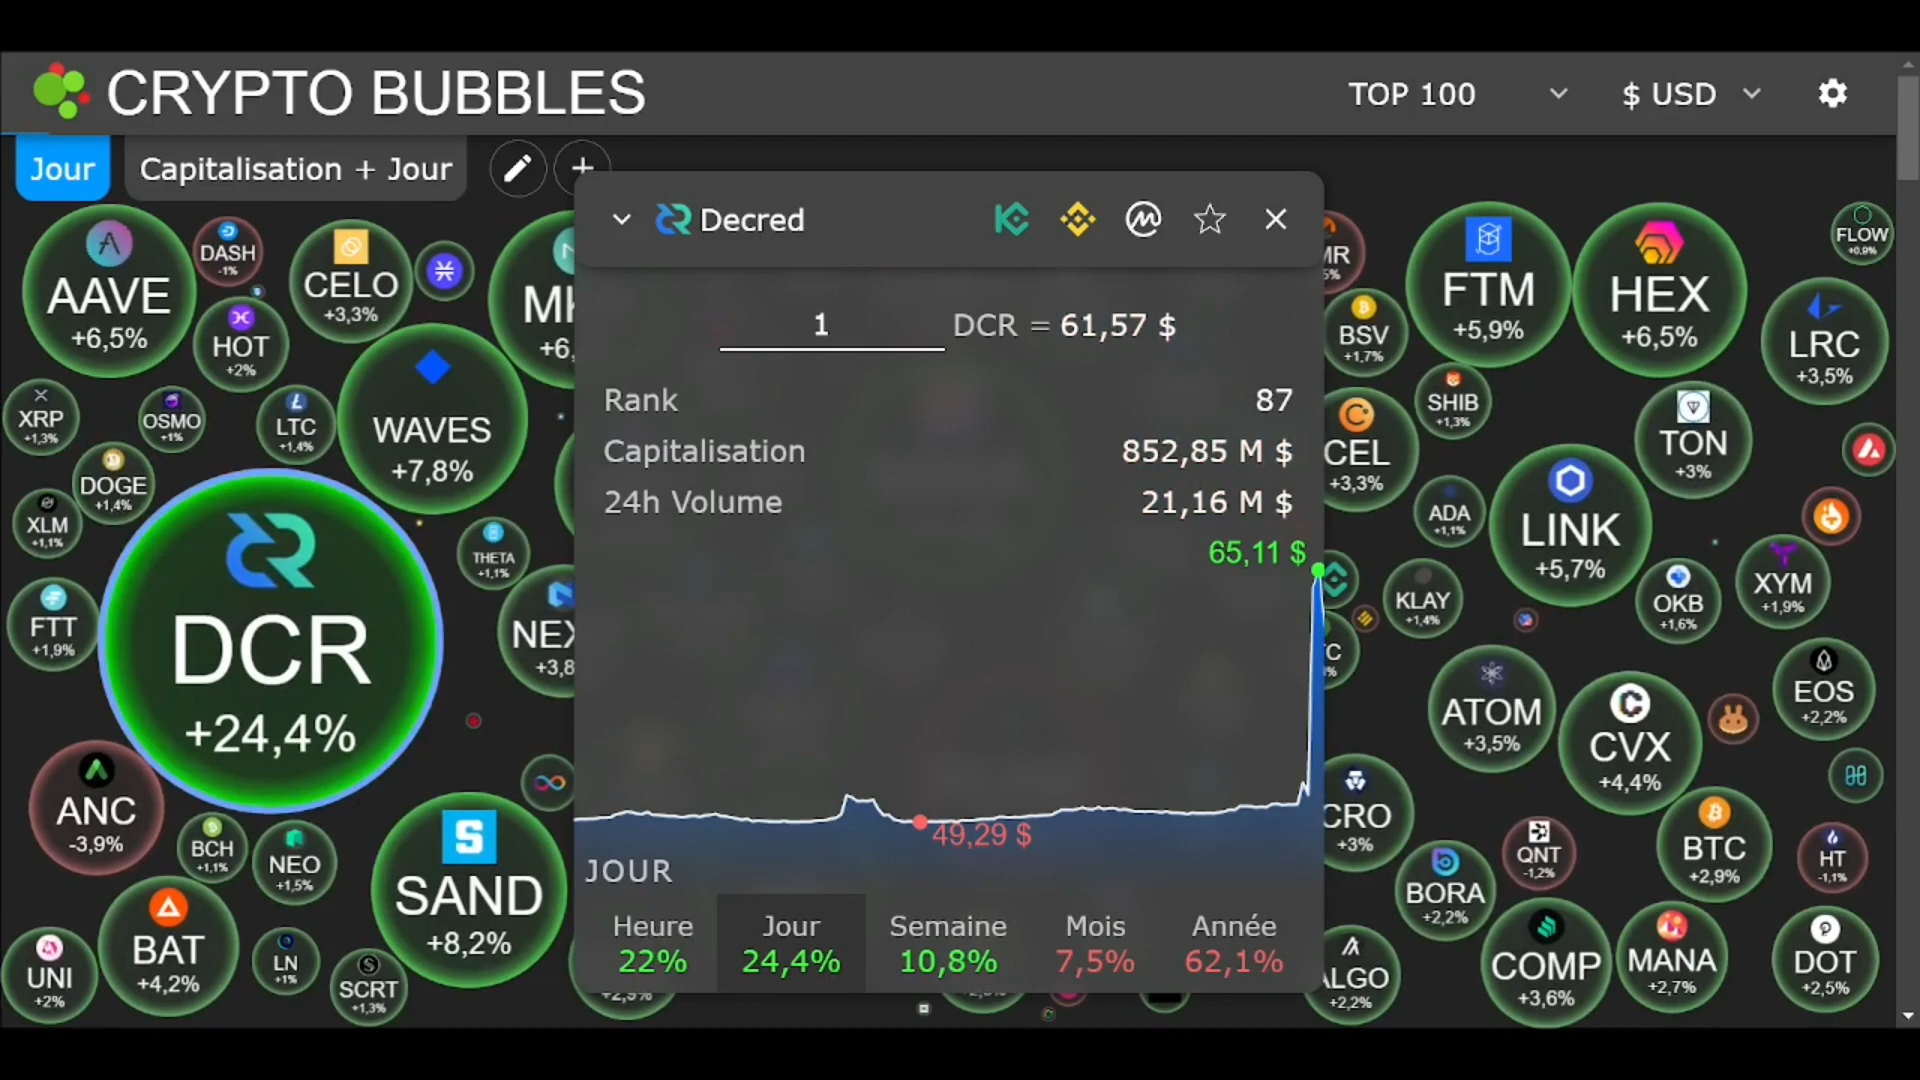 CRYPTO BUBBLES
TOP 100
$ USD
Jour
Capitalisation + Jour
Decred
1
DCR = 61,57 $
Rank
87
Capitalisation
852,85 M $
24h Volume
21,16 M $
65,11 $
49,29 $
JOUR
Heure
22%
Jour
24,4%
Semaine
10,8%
Mois
7,5%
Année
62,1%
AAVE
+6,5%
DASH
-1%
CELO
+3,3%
HOT
+2%
XRP
+1,3%
OSMO
+1%
LTC
+1,4%
WAVES
+7,8%
DOGE
+1,4%
XLM
+1,1%
THETA
+1,1%
FTT
+1,9%
DCR
+24,4%
NEX
+3,8
ANC
-3,9%
BCH
+1,1%
NEO
+1,5%
SAND
+8,2%
BAT
+4,2%
UNI
+2%
LN
+1%
SCRT
+1,3%
+2,9%
FTM
+5,9%
HEX
+6,5%
FLOW
+0,9%
LRC
+3,5%
BSV
+1,7%
SHIB
+1,3%
CEL
+3,3%
TON
+3%
ADA
+1,1%
LINK
+5,7%
KLAY
+1,4%
OKB
+1,6%
XYM
+1,9%
ATOM
+3,5%
CVX
+4,4%
EOS
+2,2%
CRO
+3%
BTC
+2,9%
QNT
-1,2%
HT
-1,1%
BORA
+2,2%
COMP
+3,6%
MANA
+2,7%
DOT
+2,5%
ALGO
+2,2%